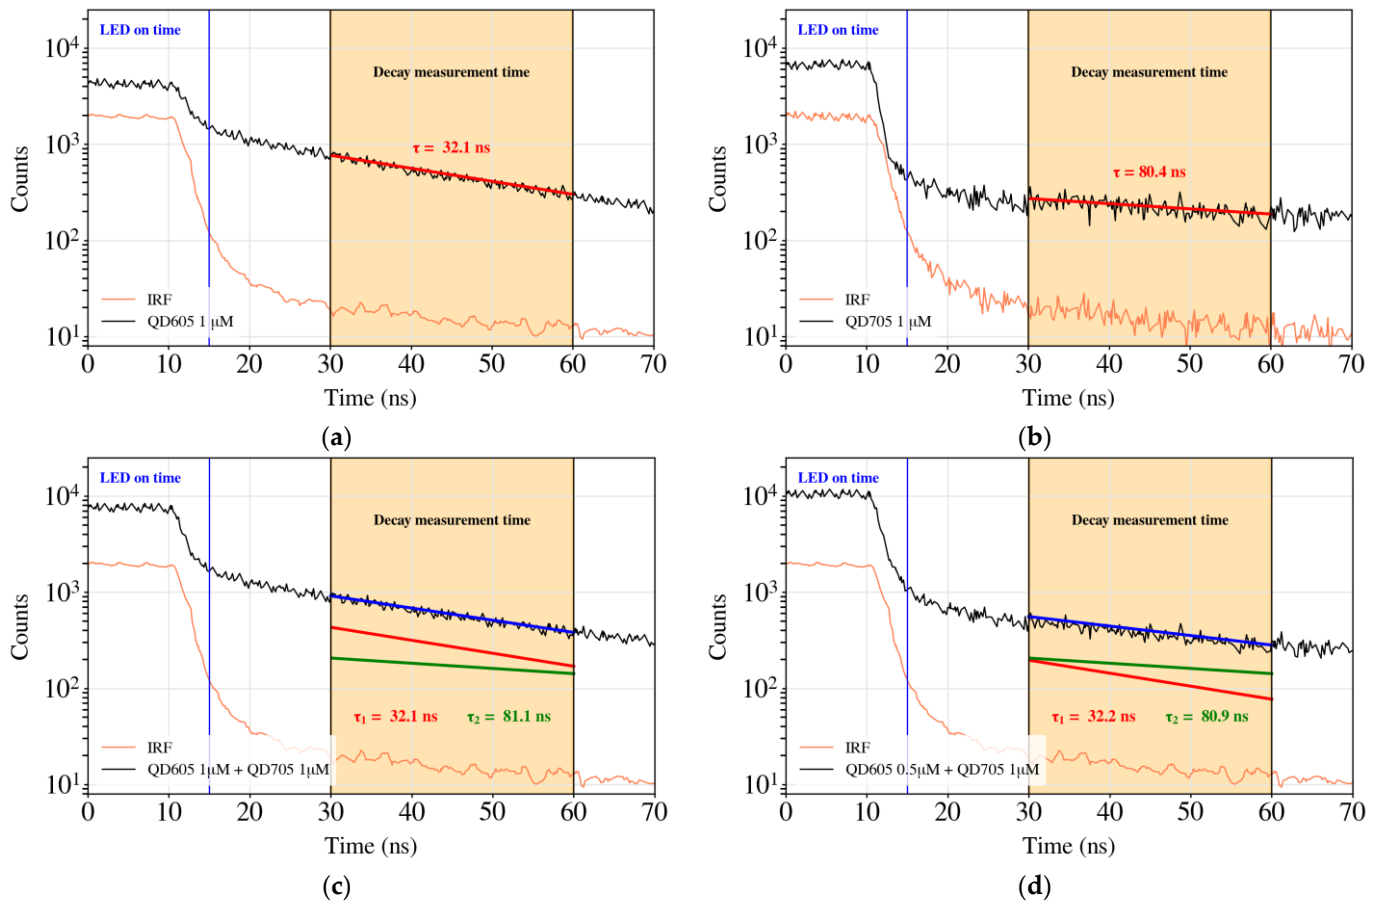 LED on time
Decay measurement time
τ = 32.1 ns
10⁴
10³
10²
10¹
Counts
IRF
QD605 1 μM
0 10 20 30 40 50 60 70
Time (ns)
(a)
LED on time
Decay measurement time
τ = 80.4 ns
10⁴
10³
10²
10¹
Counts
IRF
QD705 1 μM
0 10 20 30 40 50 60 70
Time (ns)
(b)
LED on time
Decay measurement time
10⁴
10³
10²
10¹
Counts
τ₁ = 32.1 ns τ₂ = 81.1 ns
IRF
QD605 1μM + QD705 1μM
0 10 20 30 40 50 60 70
Time (ns)
(c)
LED on time
Decay measurement time
10⁴
10³
10²
10¹
Counts
τ₁ = 32.2 ns τ₂ = 80.9 ns
IRF
QD605 0.5μM + QD705 1μM
0 10 20 30 40 50 60 70
Time (ns)
(d)